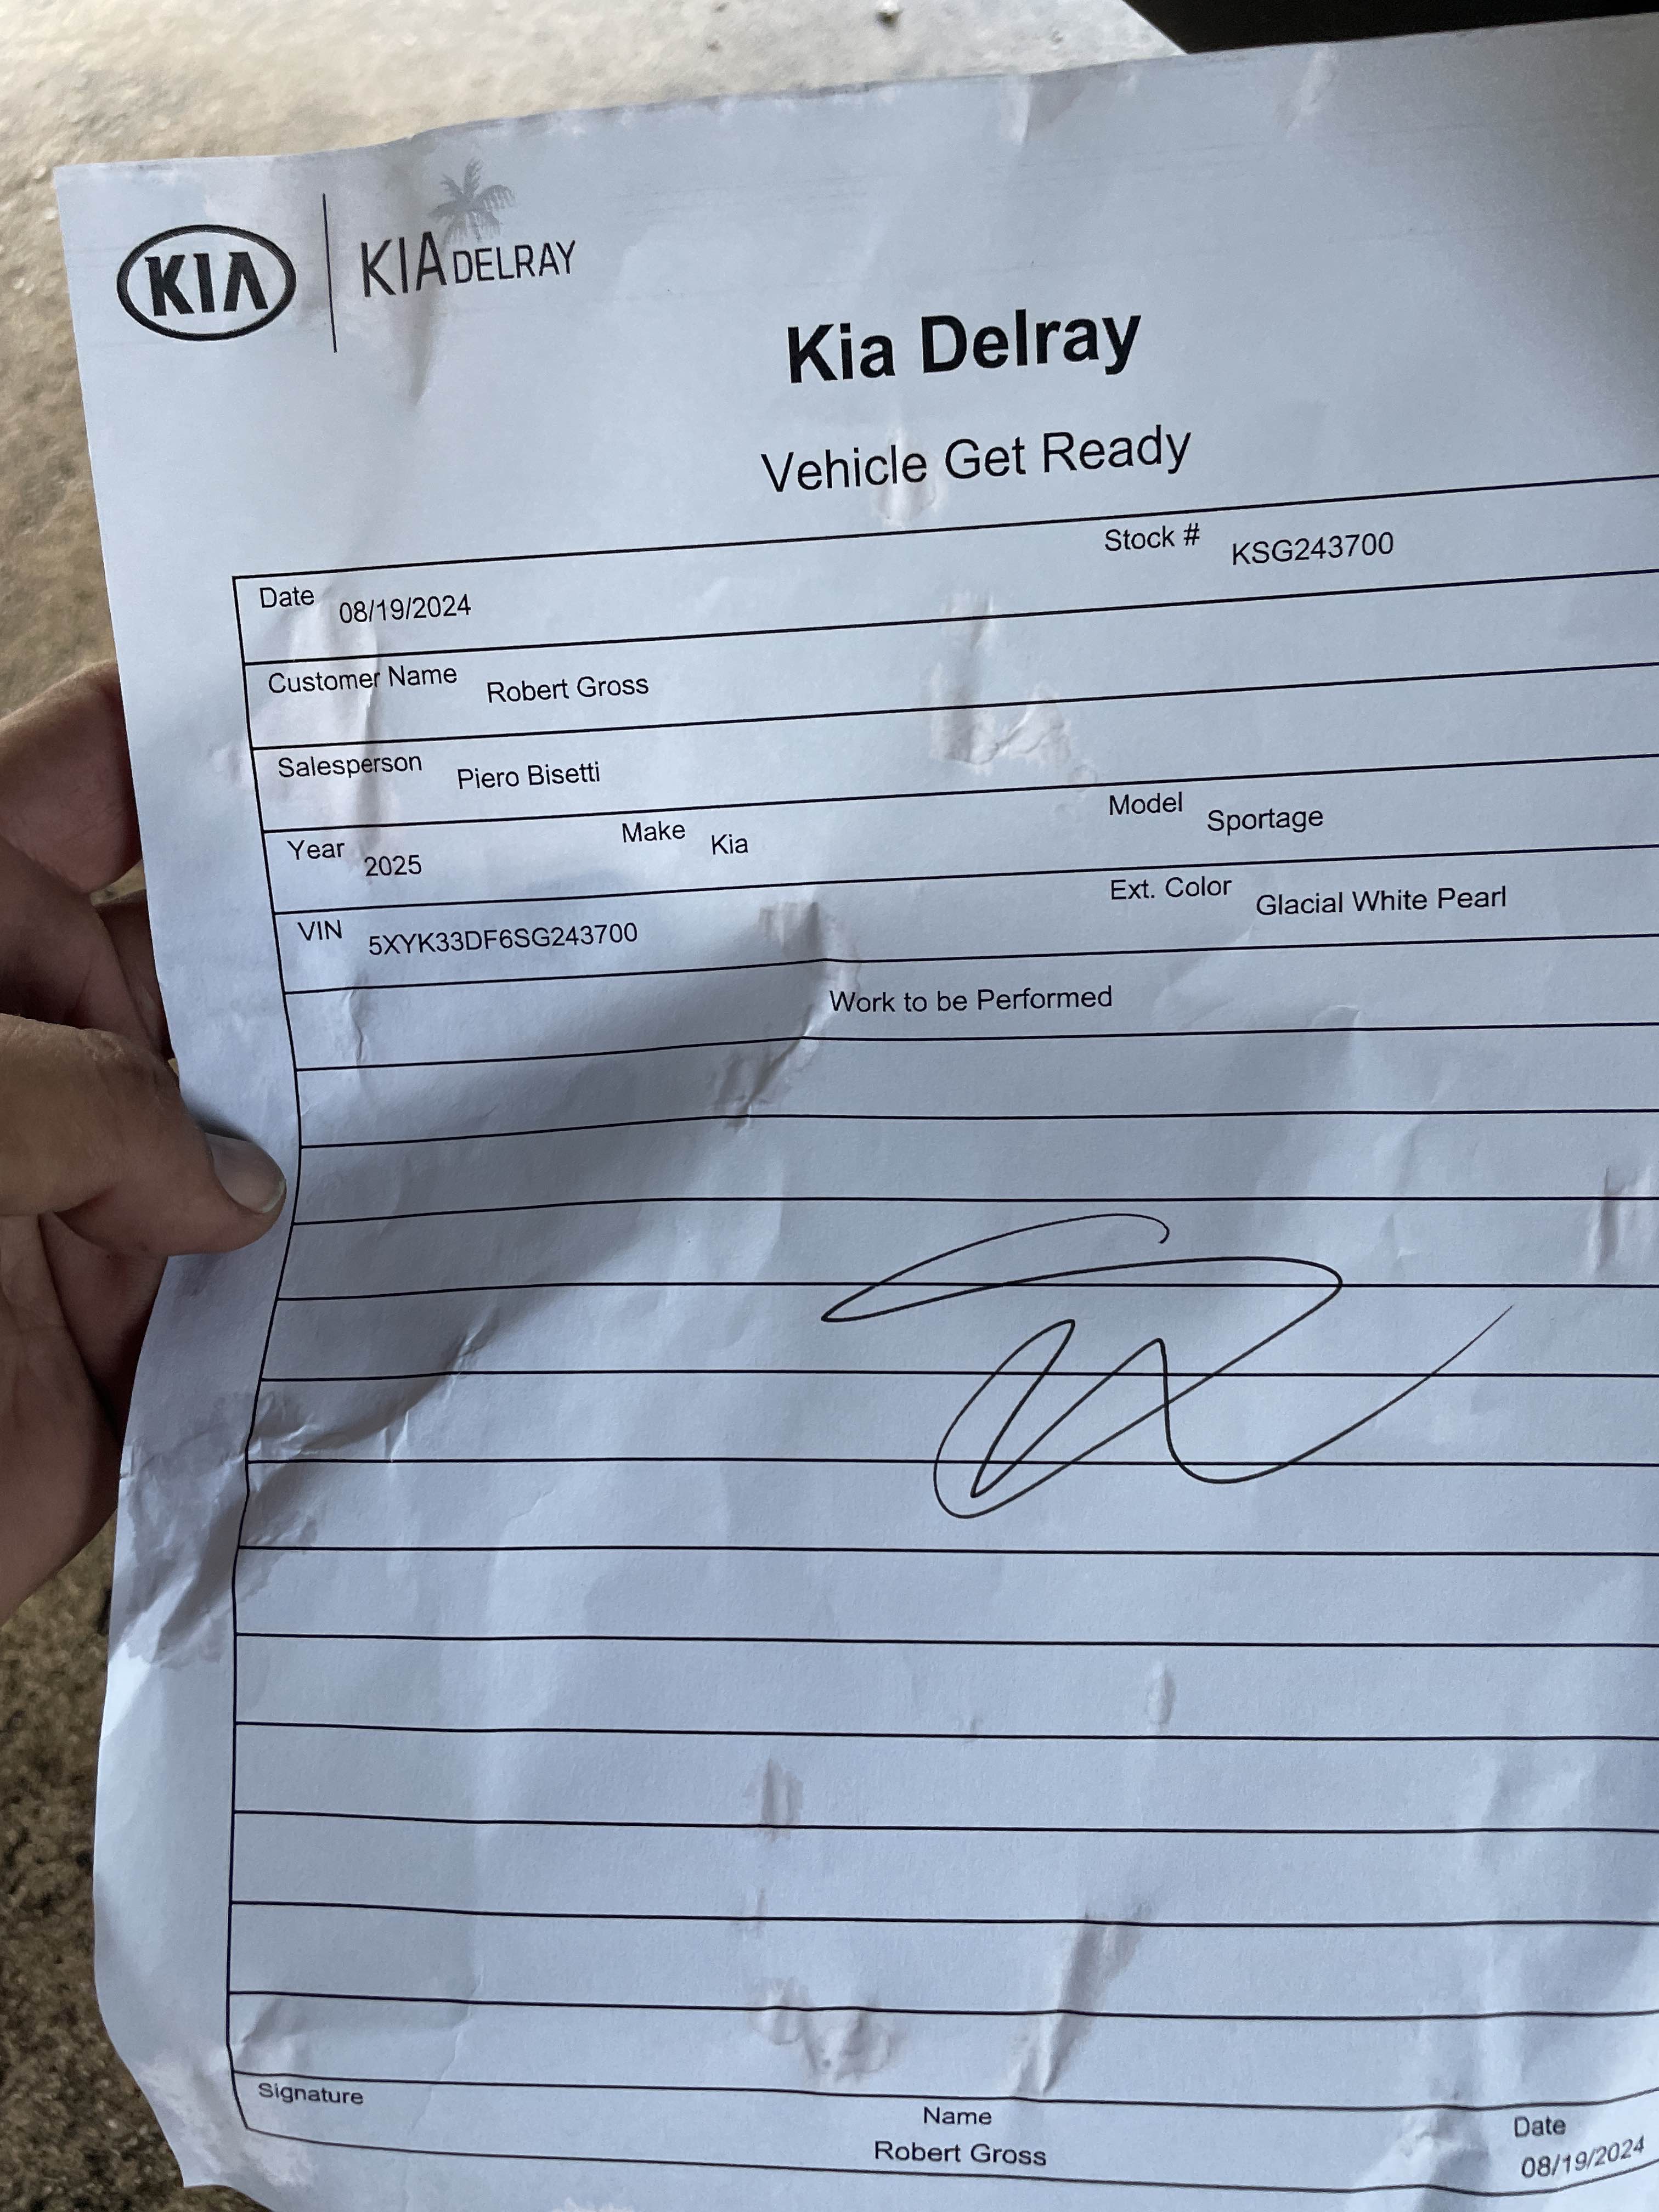 KIA KIA DELRAY
Kia Delray
Vehicle Get Ready
Date 08/19/2024 Stock # KSG243700
Customer Name Robert Gross
Salesperson Piero Bisetti
Year 2025 Make Kia Model Sportage
VIN 5XYK33DF6SG243700 Ext. Color Glacial White Pearl
Work to be Performed
Signature Name Date
Robert Gross 08/19/2024